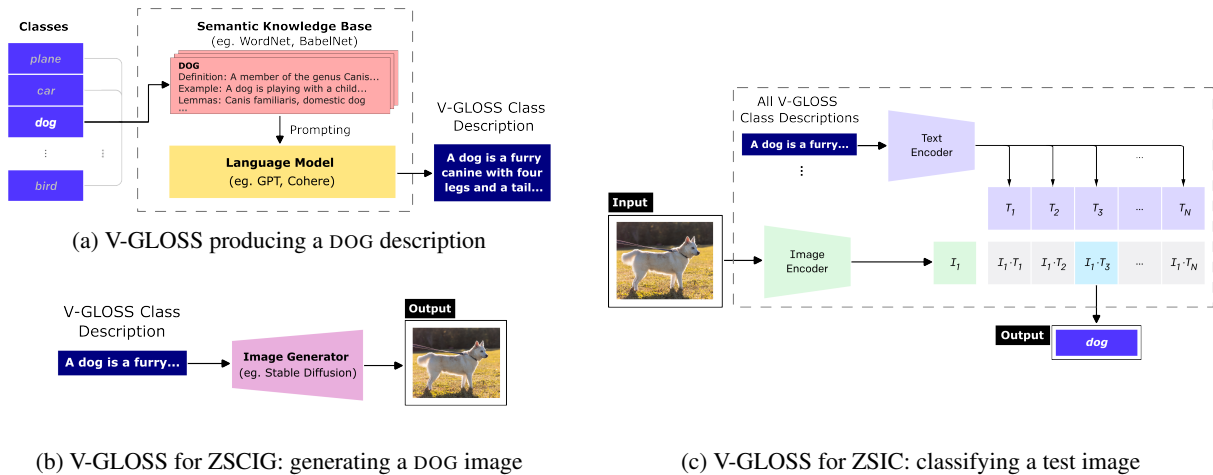 Classes
plane
car
dog
⋮ ⋮
bird
Semantic Knowledge Base
(eg. WordNet, BabelNet)
DOG
Definition: A member of the genus Canis...
Example: A dog is playing with a child...
Lemmas: Canis familiaris, domestic dog
...
Prompting
Language Model
(eg. GPT, Cohere)
V-GLOSS Class
Description
A dog is a furry
canine with four
legs and a tail...
(a) V-GLOSS producing a DOG description
V-GLOSS Class
Description
A dog is a furry...
Image Generator
(eg. Stable Diffusion)
Output
(b) V-GLOSS for ZSCIG: generating a DOG image
All V-GLOSS
Class Descriptions
A dog is a furry...
⋮
Text
Encoder
...
T1 T2 T3 ... TN
Input
Image
Encoder
I1
I1·T1 I1·T2 I1·T3 ... I1·TN
Output
dog
(c) V-GLOSS for ZSIC: classifying a test image